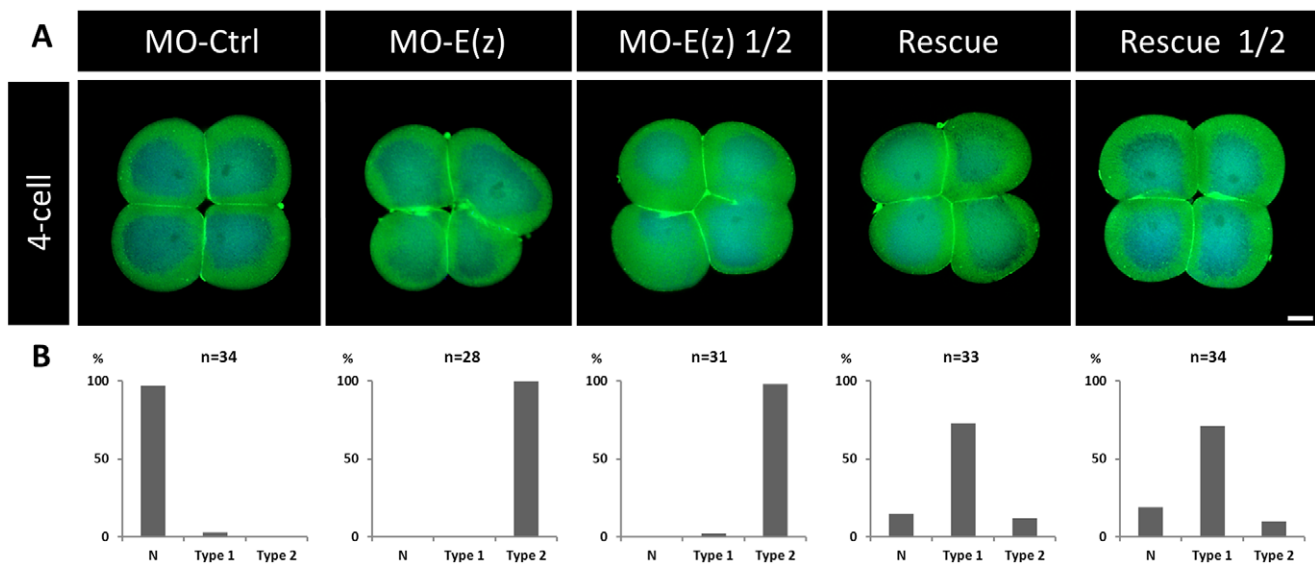 A
MO-Ctrl
MO-E(z)
MO-E(z) 1/2
Rescue
Rescue 1/2
4-cell
B
% n=34
100
50
0
N Type 1 Type 2
% n=28
100
50
0
N Type 1 Type 2
% n=31
100
50
0
N Type 1 Type 2
% n=33
100
50
0
N Type 1 Type 2
% n=34
100
50
0
N Type 1 Type 2